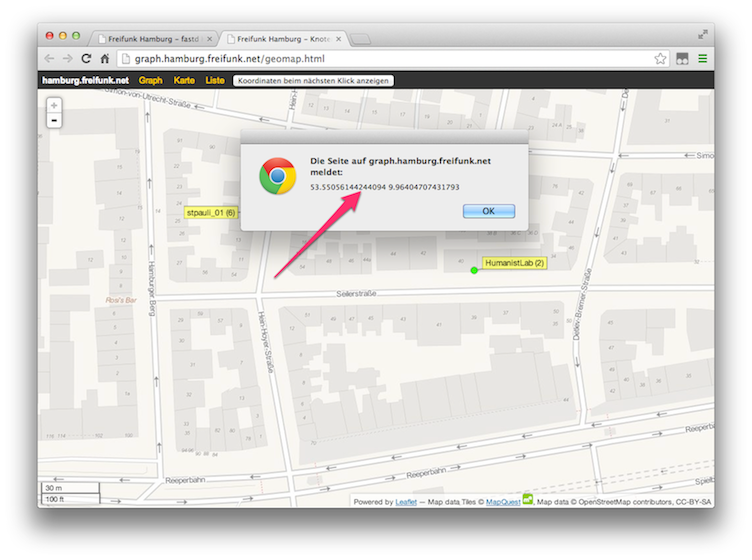 Freifunk Hamburg – fastd
Freifunk Hamburg – Knote
graph.hamburg.freifunk.net/geomap.html
hamburg.freifunk.net Graph Karte Liste Koordinaten beim nächsten Klick anzeigen
Simon-von-Utrecht-Straße
Hein-H
Die Seite auf graph.hamburg.freifunk.net
meldet:
53.55056144244094 9.96404707431793
OK
Simo
stpauli_01 (6)
HumanistLab (2)
Hamburger Berg
Rosi's Bar
Seilerstraße
Hein-Hoyer-Straße
Detlev-Bremer-Straße
Reeperbahn
Reeperbahn
Spielb
30 m
100 ft
Powered by Leaflet — Map data Tiles © MapQuest , Map data © OpenStreetMap contributors, CC-BY-SA